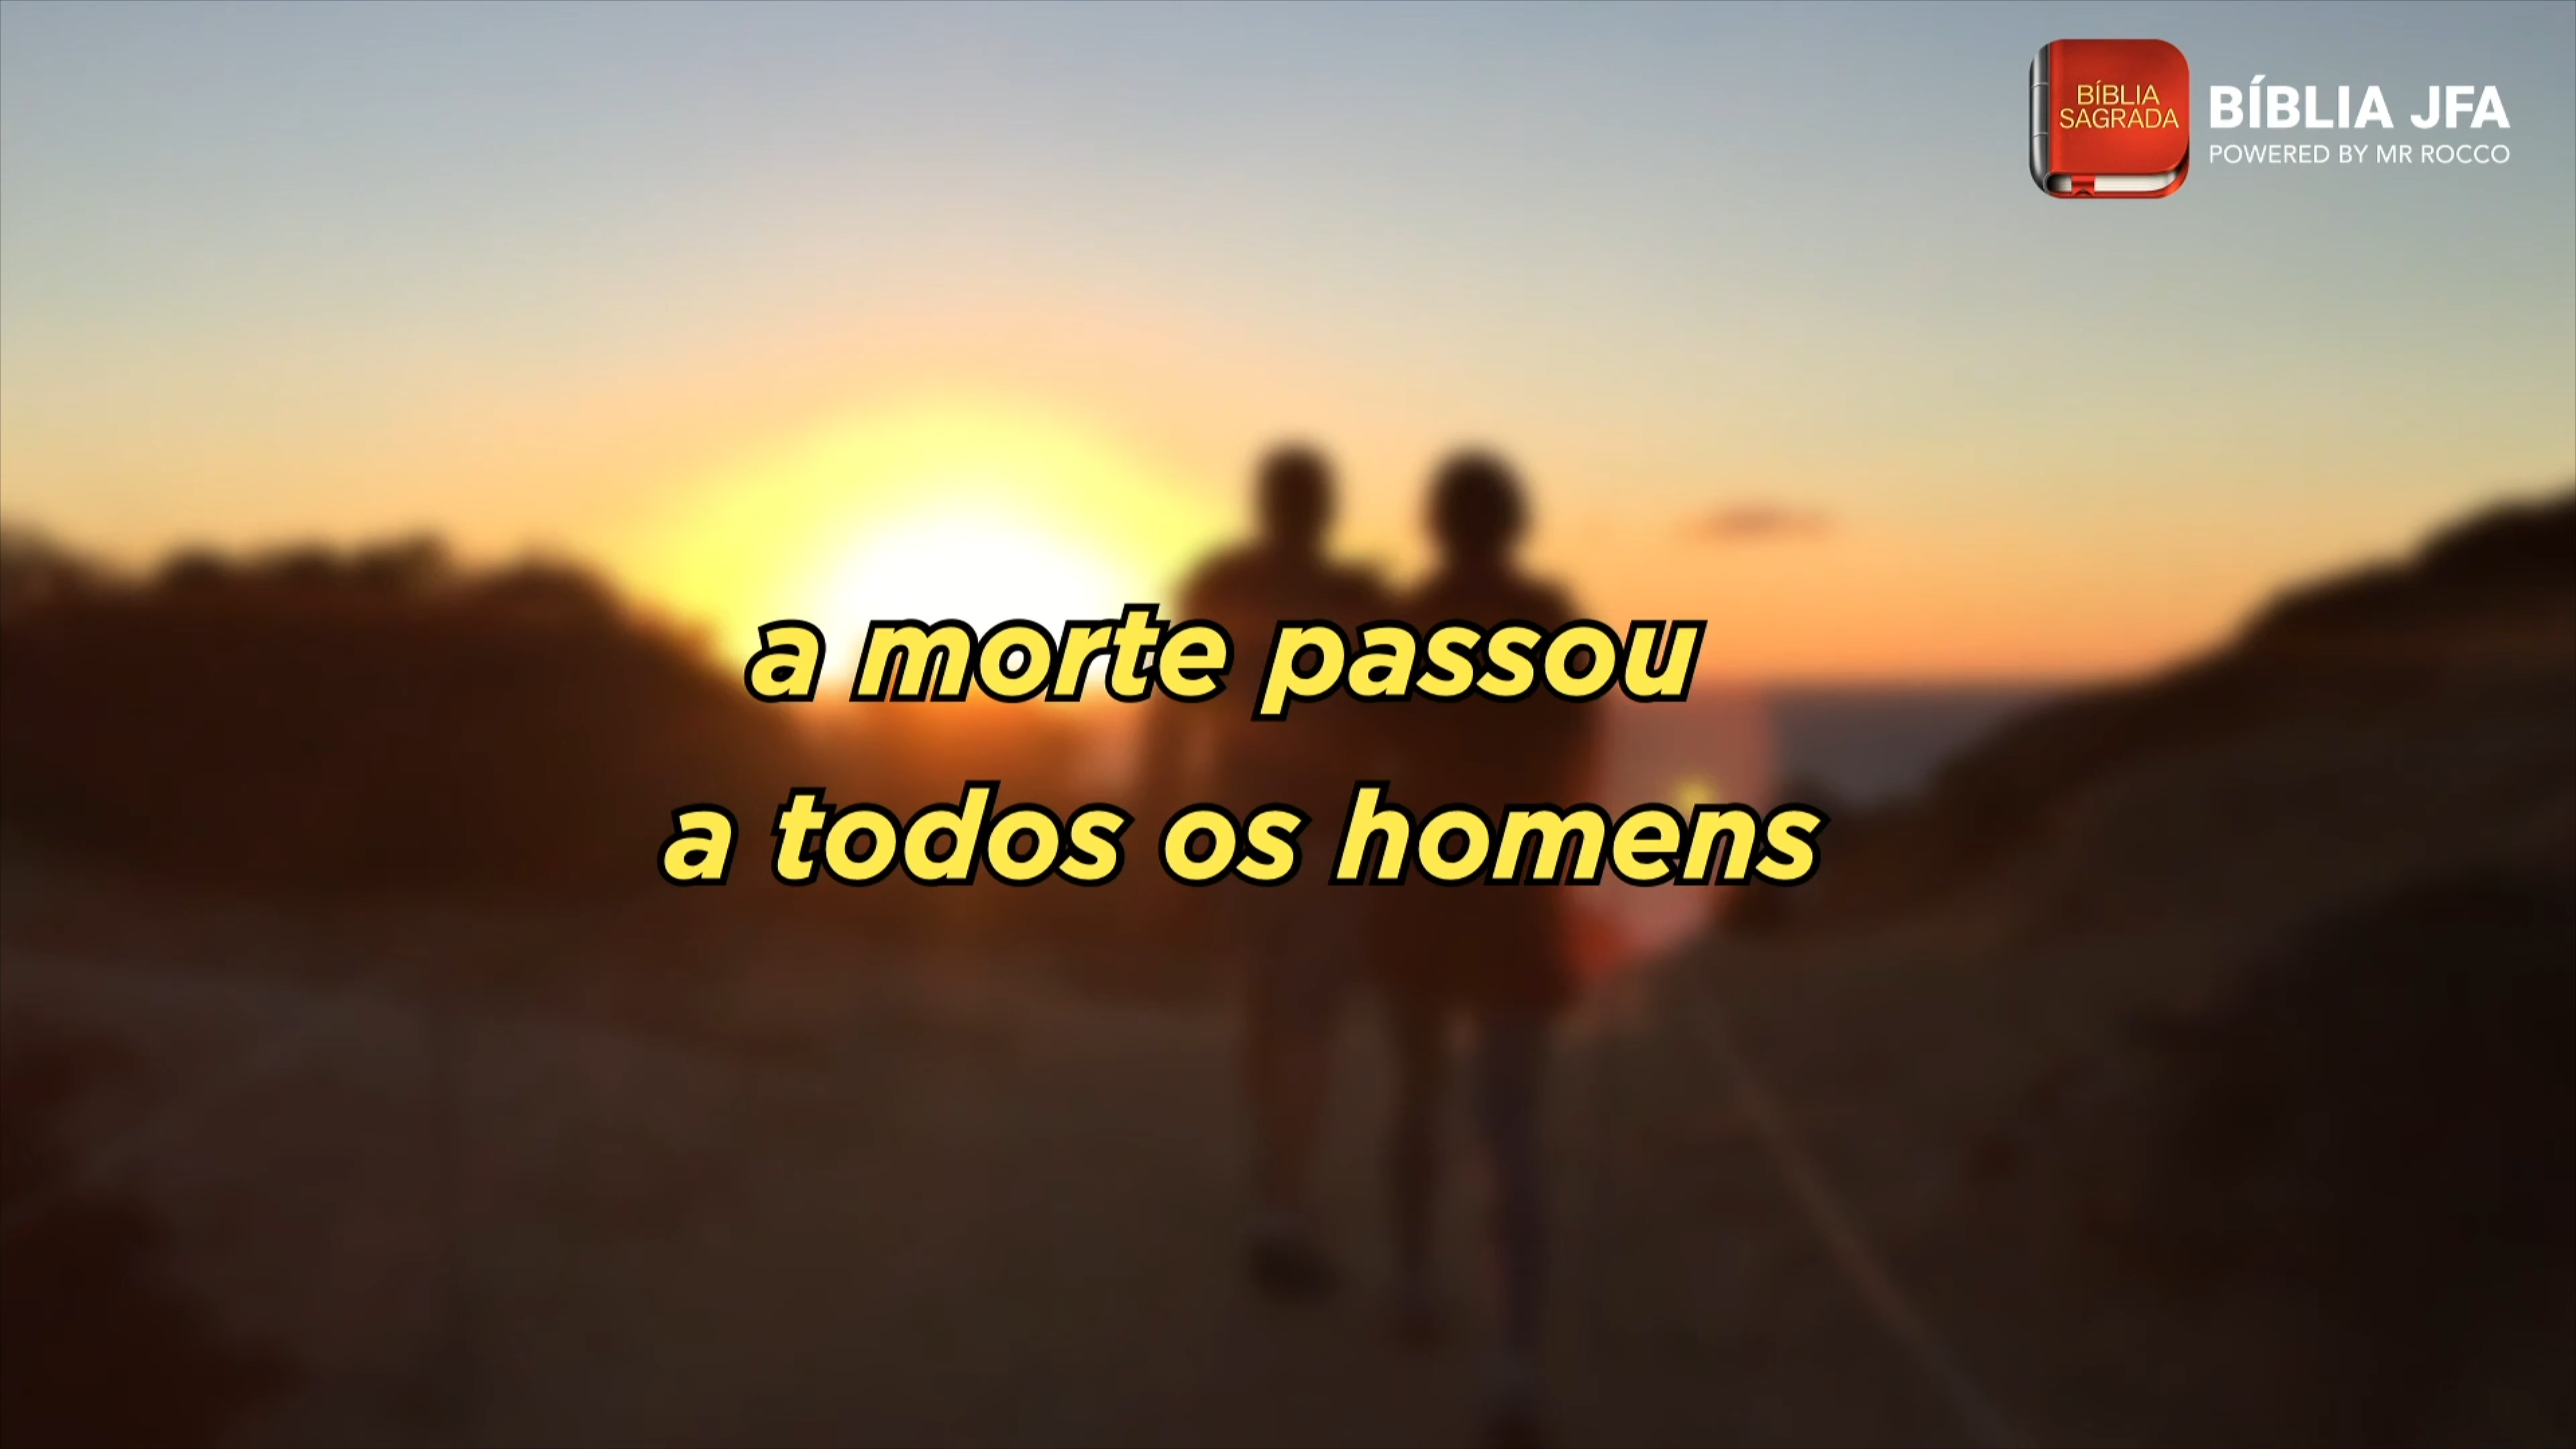 BÍBLIA
SAGRADA
BÍBLIA JFA
POWERED BY MR ROCCO
a morte passou
a todos os homens